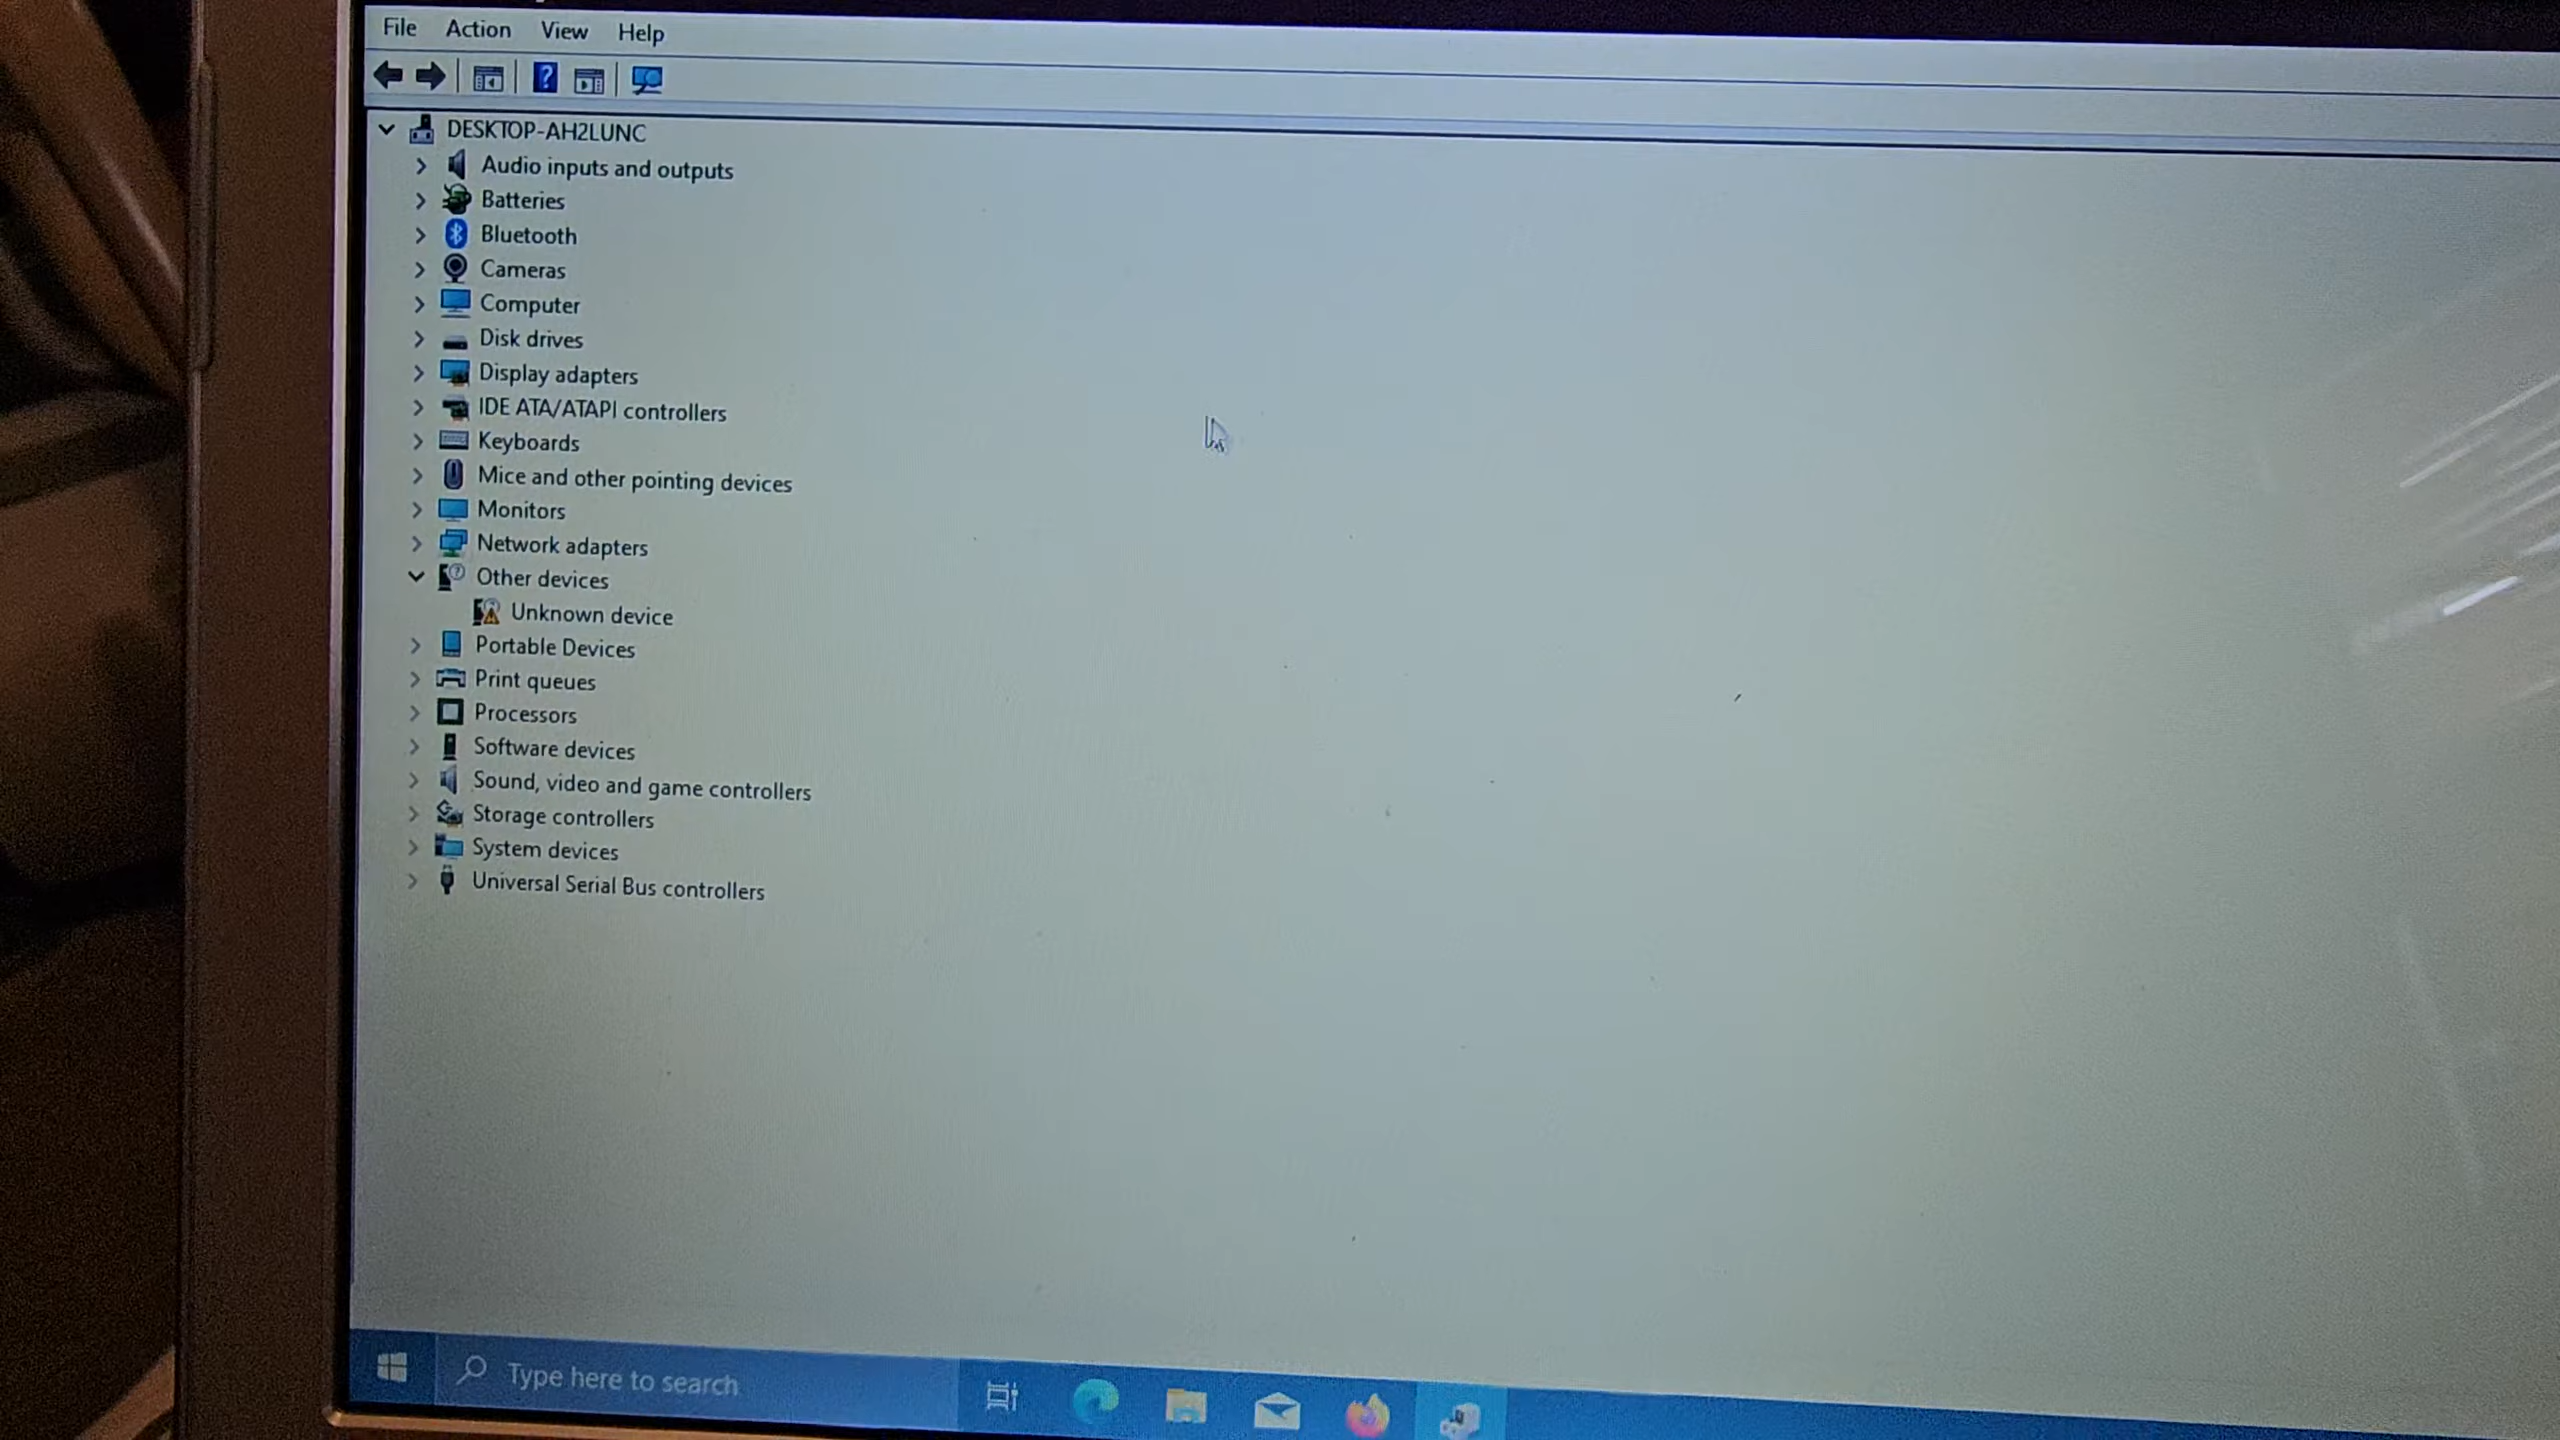 File Action View Help
DESKTOP-AH2LUNC
Audio inputs and outputs
Batteries
Bluetooth
Cameras
Computer
Disk drives
Display adapters
IDE ATA/ATAPI controllers
Keyboards
Mice and other pointing devices
Monitors
Network adapters
Other devices
Unknown device
Portable Devices
Print queues
Processors
Software devices
Sound, video and game controllers
Storage controllers
System devices
Universal Serial Bus controllers
Type here to search